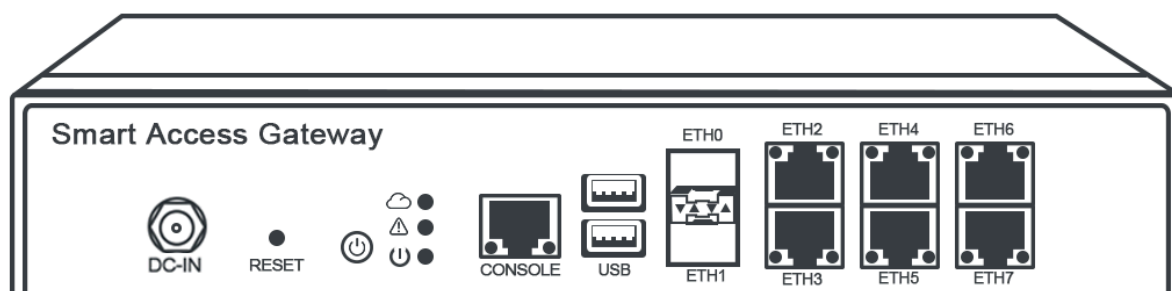 Smart Access Gateway
ETH0
ETH2
ETH4
ETH6
DC-IN
RESET
CONSOLE
USB
ETH1
ETH3
ETH5
ETH7